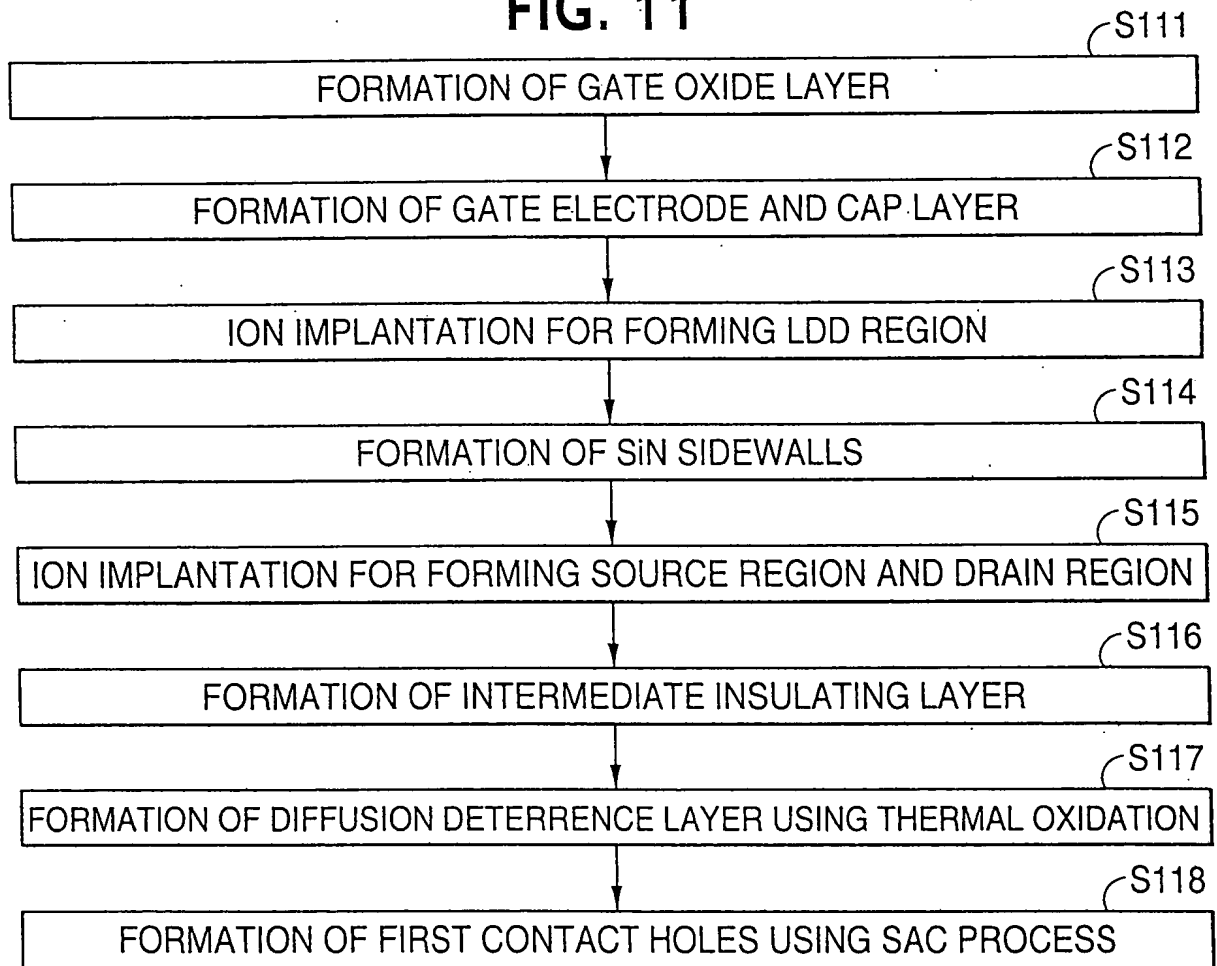 FIG. 11
S111
FORMATION OF GATE OXIDE LAYER
S112
FORMATION OF GATE ELECTRODE AND CAP LAYER
S113
ION IMPLANTATION FOR FORMING LDD REGION
S114
FORMATION OF SiN SIDEWALLS
S115
ION IMPLANTATION FOR FORMING SOURCE REGION AND DRAIN REGION
S116
FORMATION OF INTERMEDIATE INSULATING LAYER
S117
FORMATION OF DIFFUSION DETERRENCE LAYER USING THERMAL OXIDATION
S118
FORMATION OF FIRST CONTACT HOLES USING SAC PROCESS